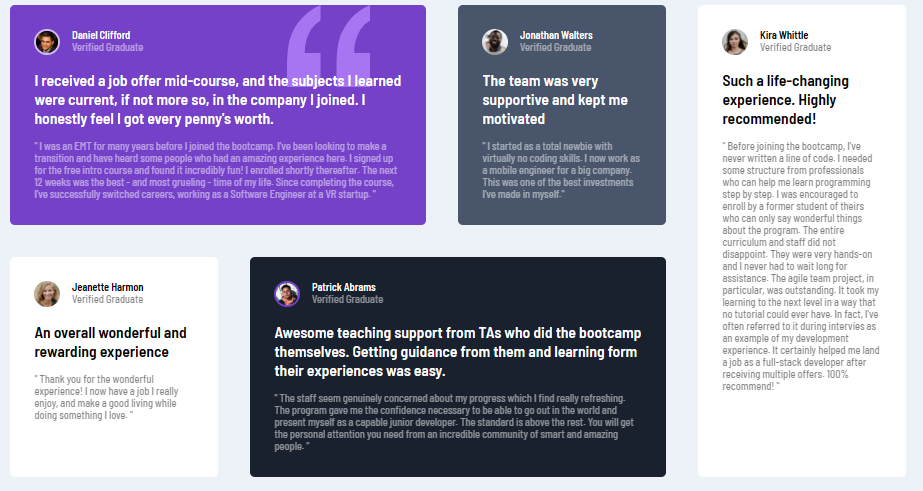 Daniel Clifford
Verified Graduate
I received a job offer mid-course, and the subjects I learned
were current, if not more so, in the company I joined. I
honestly feel I got every penny's worth.
" I was an EMT for many years before I joined the bootcamp. I've been looking to make a
transition and have heard some people who had an amazing experience here. I signed up
for the free intro course and found it incredibly fun! I enrolled shortly thereafter. The next
12 weeks was the best - and most grueling - time of my life. Since completing the course,
I've successfully switched careers, working as a Software Engineer at a VR startup. "
Jonathan Walters
Verified Graduate
The team was very
supportive and kept me
motivated
" I started as a total newbie with
virtually no coding skills. I now work as
a mobile engineer for a big company.
This was one of the best investments
I've made in myself."
Kira Whittle
Verified Graduate
Such a life-changing
experience. Highly
recommended!
" Before joining the bootcamp, I've
never written a line of code. I needed
some structure from professionals
who can help me learn programming
step by step. I was encouraged to
enroll by a former student of theirs
who can only say wonderful things
about the program. The entire
curriculum and staff did not
disappoint. They were very hands-on
and I never had to wait long for
assistance. The agile team project, in
particular, was outstanding. It took my
learning to the next level in a way that
no tutorial could ever have. In fact, I've
often referred to it during intervies as
an example of my development
experience. It certainly helped me land
a job as a full-stack developer after
receiving multiple offers. 100%
recommend! "
Jeanette Harmon
Verified Graduate
An overall wonderful and
rewarding experience
" Thank you for the wonderful
experience! I now have a job I really
enjoy, and make a good living while
doing something I love. "
Patrick Abrams
Verified Graduate
Awesome teaching support from TAs who did the bootcamp
themselves. Getting guidance from them and learning form
their experiences was easy.
" The staff seem genuinely concerned about my progress which I find really refreshing.
The program gave me the confidence necessary to be able to go out in the world and
present myself as a capable junior developer. The standard is above the rest. You will get
the personal attention you need from an incredible community of smart and amazing
people. "